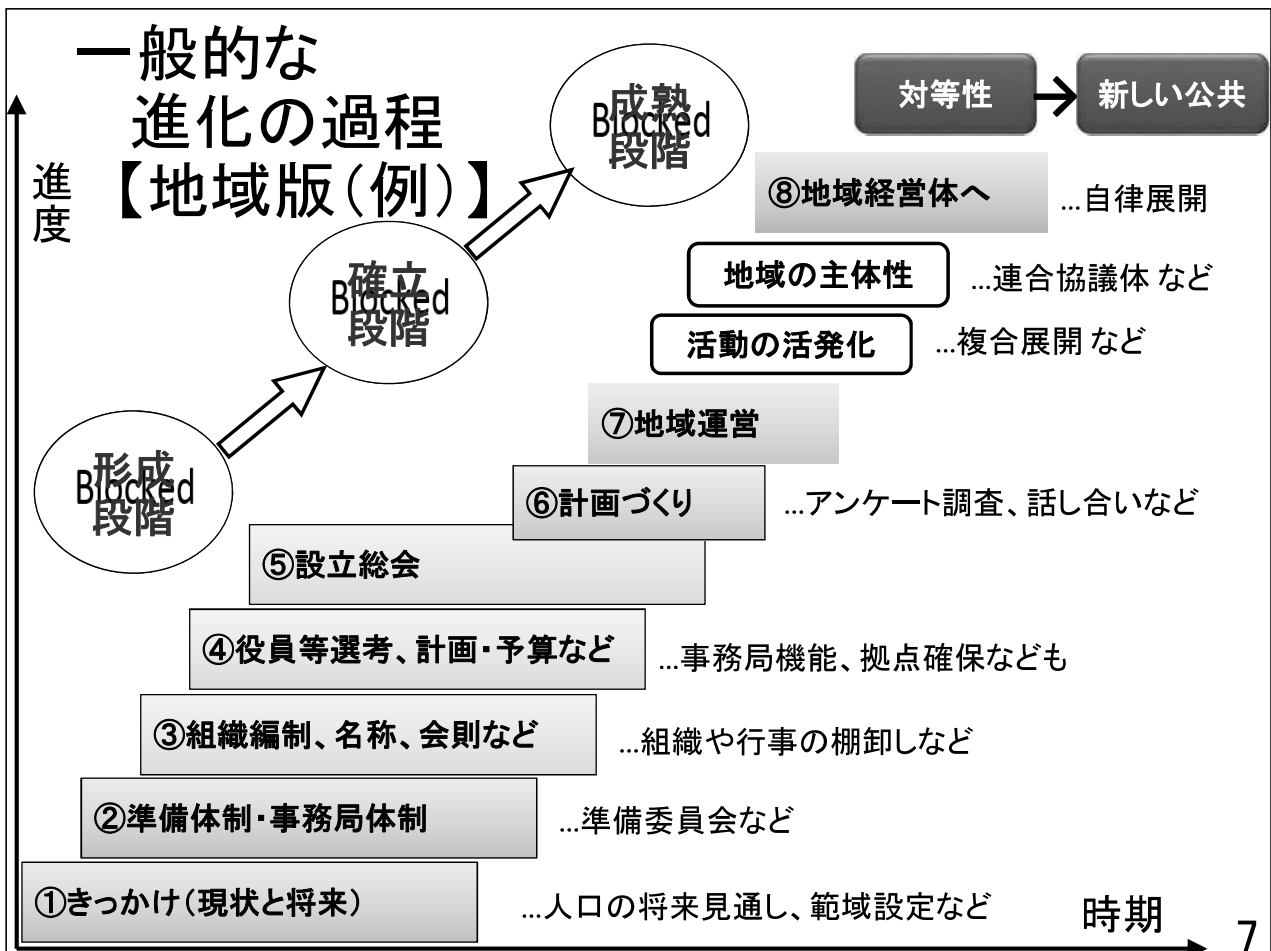 一般的な
進化の過程
【地域版(例)】
進度
形成
Blocked
段階
確立
Blocked
段階
成熟
Blocked
段階
対等性
新しい公共
⑧地域経営体へ
…自律展開
地域の主体性
…連合協議体 など
活動の活発化
…複合展開 など
⑦地域運営
⑥計画づくり
…アンケート調査、話し合いなど
⑤設立総会
④役員等選考、計画・予算など
…事務局機能、拠点確保なども
③組織編制、名称、会則など
…組織や行事の棚卸しなど
②準備体制・事務局体制
…準備委員会など
①きっかけ(現状と将来)
…人口の将来見通し、範域設定など
時期
7